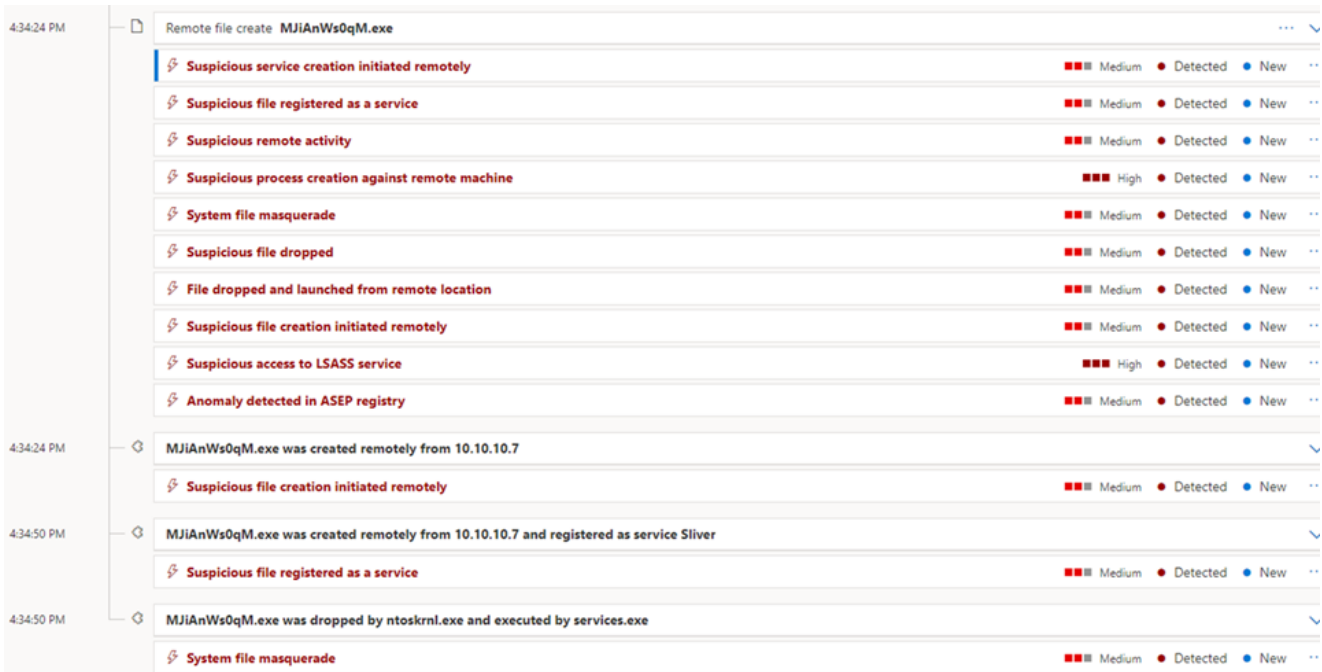 4:34:24 PM Remote file create MJiAnWs0qM.exe ...
Suspicious service creation initiated remotely Medium Detected New
Suspicious file registered as a service Medium Detected New
Suspicious remote activity Medium Detected New
Suspicious process creation against remote machine High Detected New
System file masquerade Medium Detected New
Suspicious file dropped Medium Detected New
File dropped and launched from remote location Medium Detected New
Suspicious file creation initiated remotely Medium Detected New
Suspicious access to LSASS service High Detected New
Anomaly detected in ASEP registry Medium Detected New
4:34:24 PM MJiAnWs0qM.exe was created remotely from 10.10.10.7
Suspicious file creation initiated remotely Medium Detected New
4:34:50 PM MJiAnWs0qM.exe was created remotely from 10.10.10.7 and registered as service Sliver
Suspicious file registered as a service Medium Detected New
4:34:50 PM MJiAnWs0qM.exe was dropped by ntoskrnl.exe and executed by services.exe
System file masquerade Medium Detected New